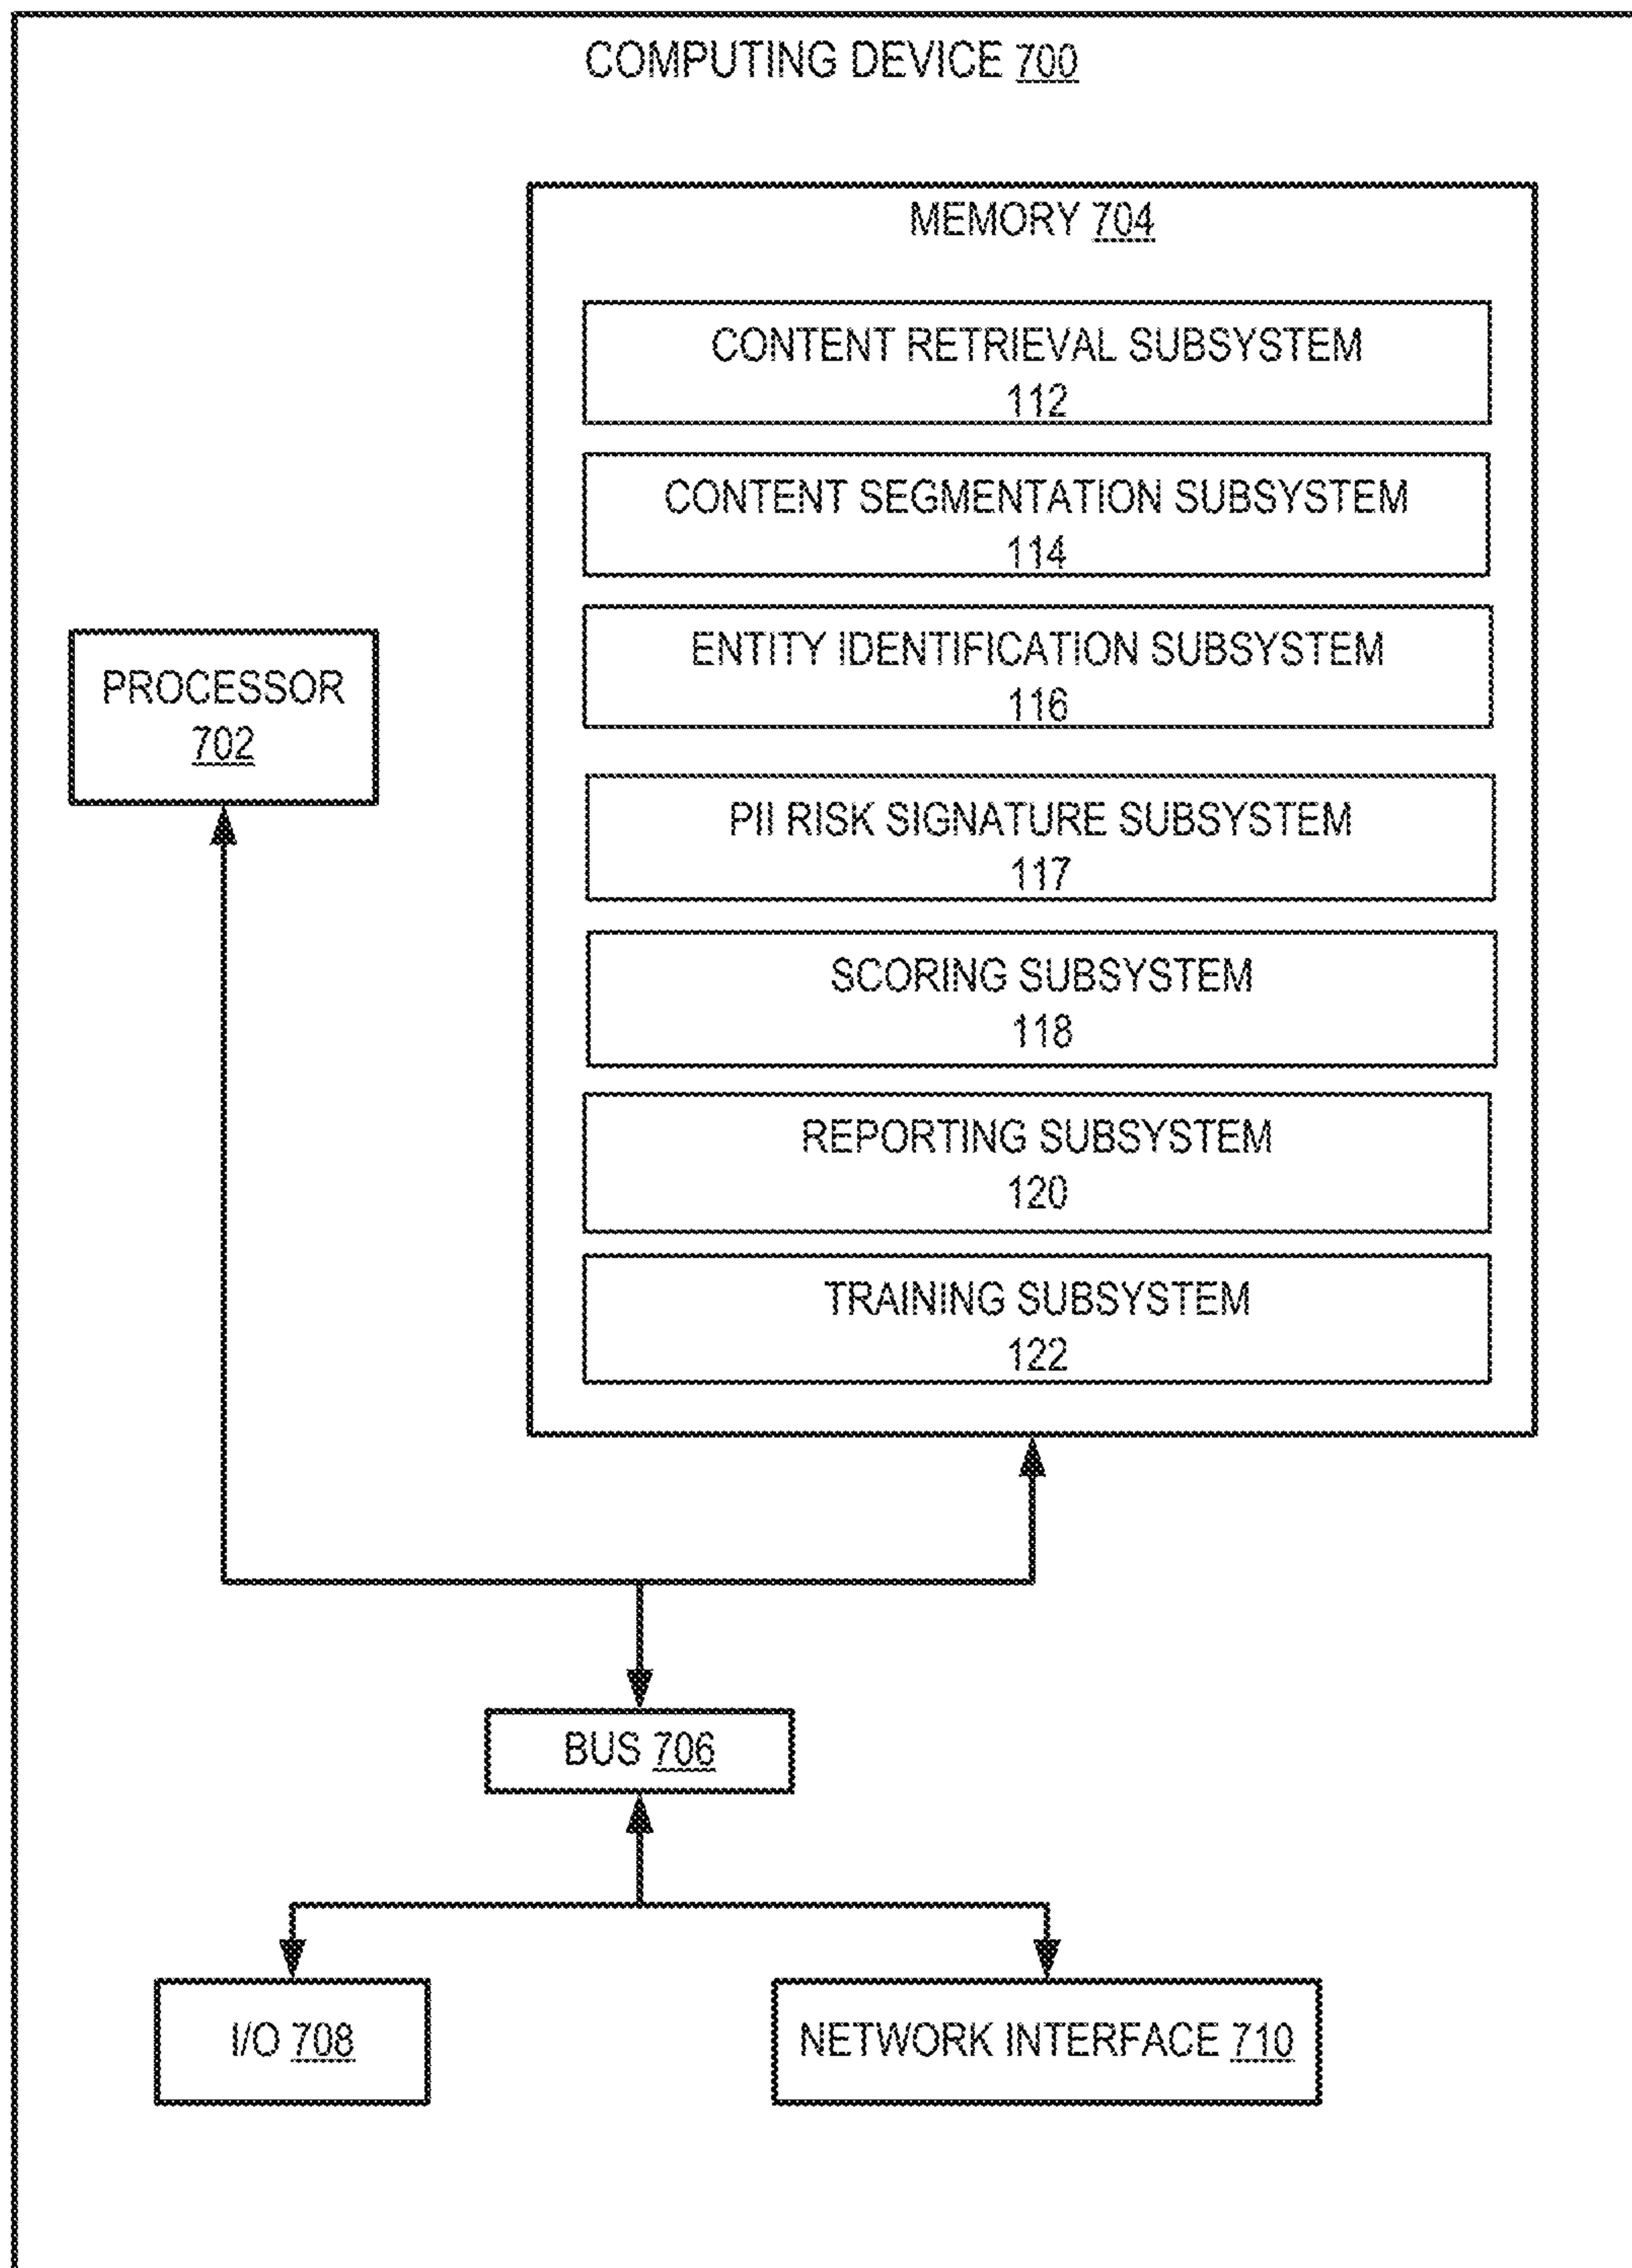 COMPUTING DEVICE 700
MEMORY 704
CONTENT RETRIEVAL SUBSYSTEM
112
CONTENT SEGMENTATION SUBSYSTEM
114
ENTITY IDENTIFICATION SUBSYSTEM
116
PROCESSOR
702
PII RISK SIGNATURE SUBSYSTEM
117
SCORING SUBSYSTEM
118
REPORTING SUBSYSTEM
120
TRAINING SUBSYSTEM
122
BUS 706
I/O 708
NETWORK INTERFACE 710